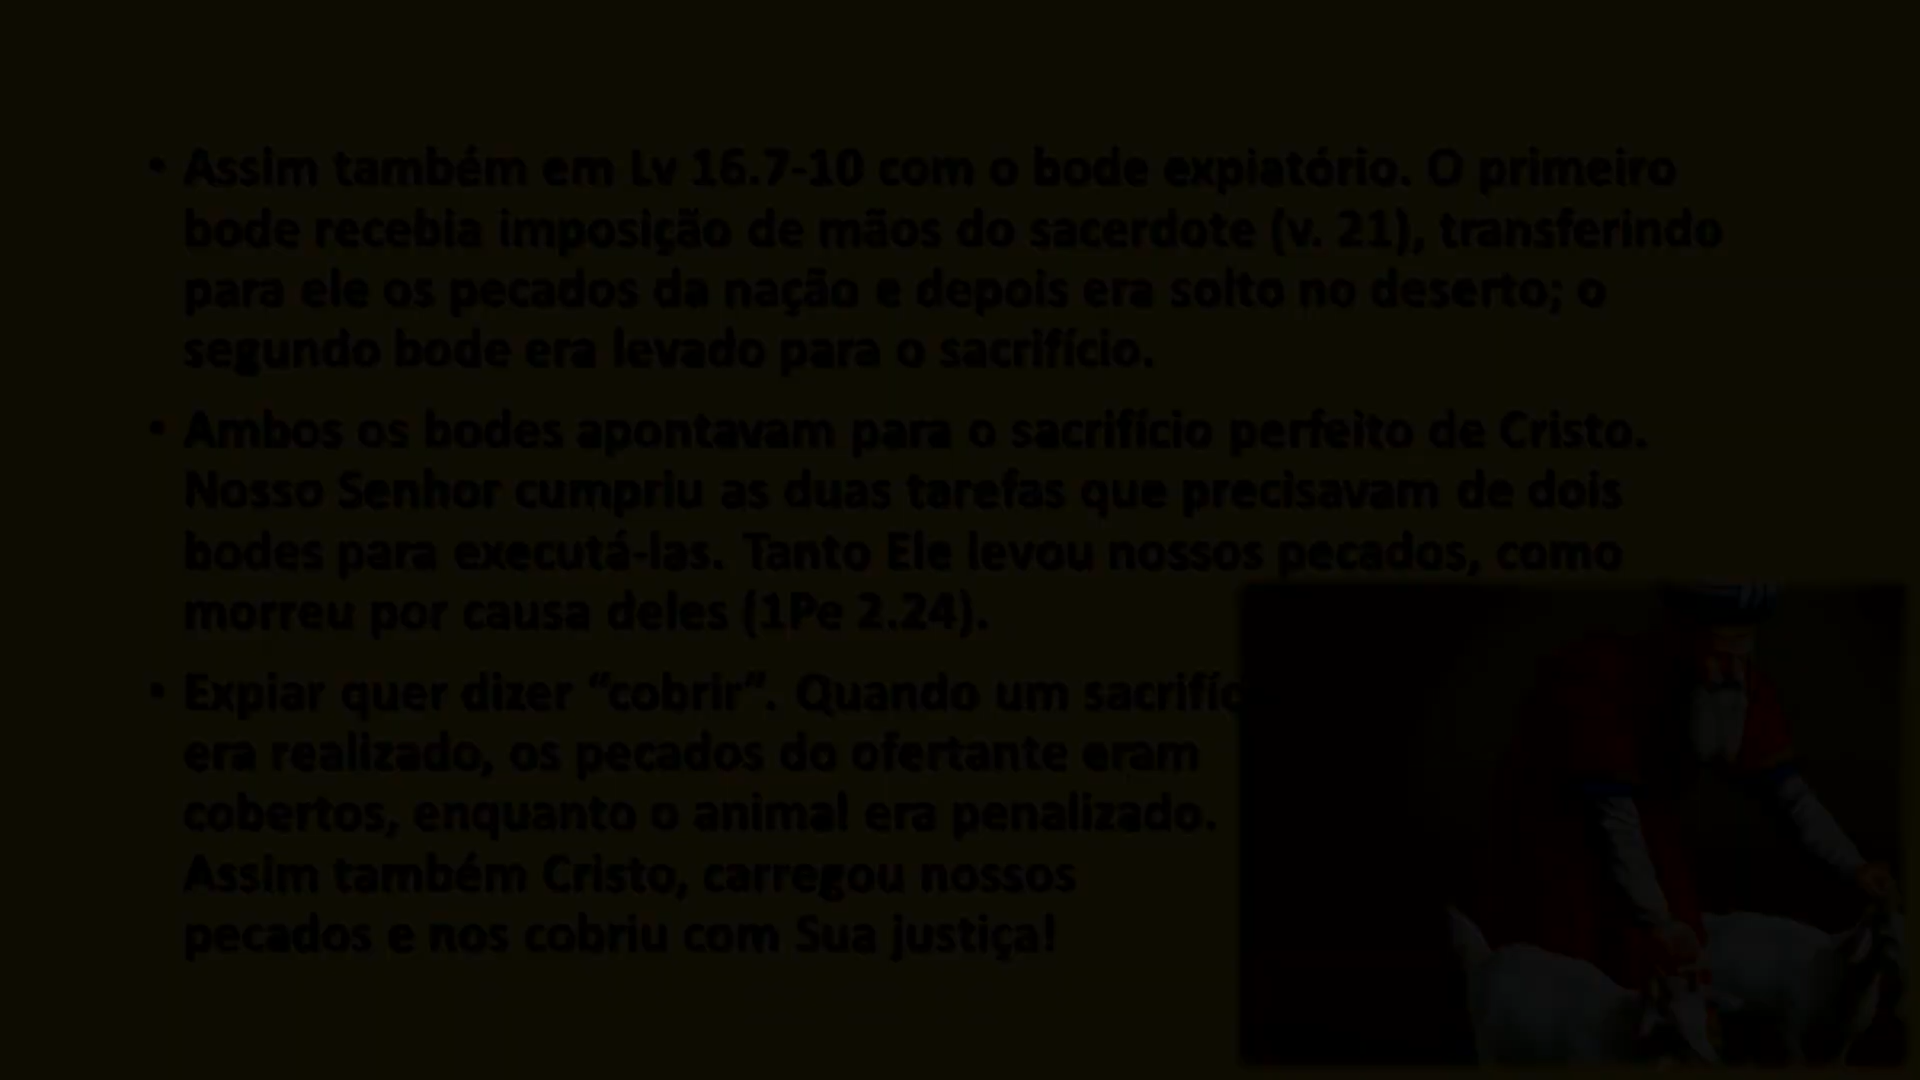 • Assim também em Lv 16.7-10 com o bode expiatório. O primeiro
bode recebia imposição de mãos do sacerdote (v. 21), transferindo
para ele os pecados da nação e depois era solto no deserto; o
segundo bode era levado para o sacrifício.
• Ambos os bodes apontavam para o sacrifício perfeito de Cristo.
Nosso Senhor cumpriu as duas tarefas que precisavam de dois
bodes para executá-las. Tanto Ele levou nossos pecados, como
morreu por causa deles (1Pe 2.24).
• Expiar quer dizer “cobrir”. Quando um sacrifíc
era realizado, os pecados do ofertante eram
cobertos, enquanto o animal era penalizado.
Assim também Cristo, carregou nossos
pecados e nos cobriu com Sua justiça!